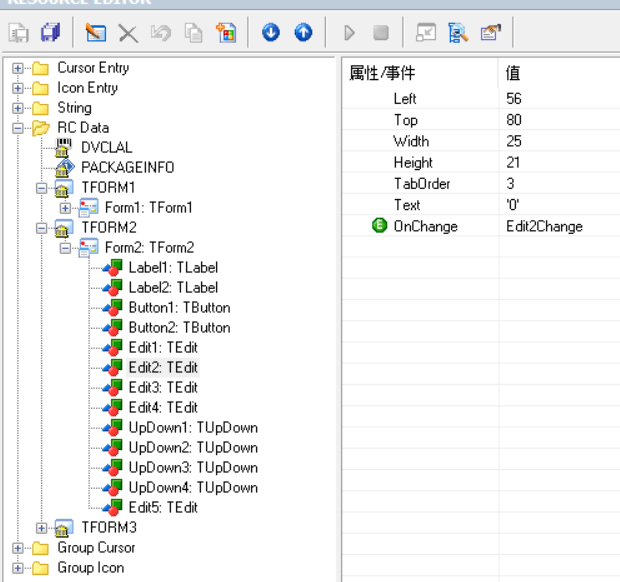 RESOURCE EDITOR
Cursor Entry
Icon Entry
String
RC Data
DVCLAL
PACKAGEINFO
TFORM1
Form1: TForm1
TFORM2
Form2: TForm2
Label1: TLabel
Label2: TLabel
Button1: TButton
Button2: TButton
Edit1: TEdit
Edit2: TEdit
Edit3: TEdit
Edit4: TEdit
UpDown1: TUpDown
UpDown2: TUpDown
UpDown3: TUpDown
UpDown4: TUpDown
Edit5: TEdit
TFORM3
Group Cursor
Group Icon
属性/事件 值
Left 56
Top 80
Width 25
Height 21
TabOrder 3
Text '0'
E OnChange Edit2Change